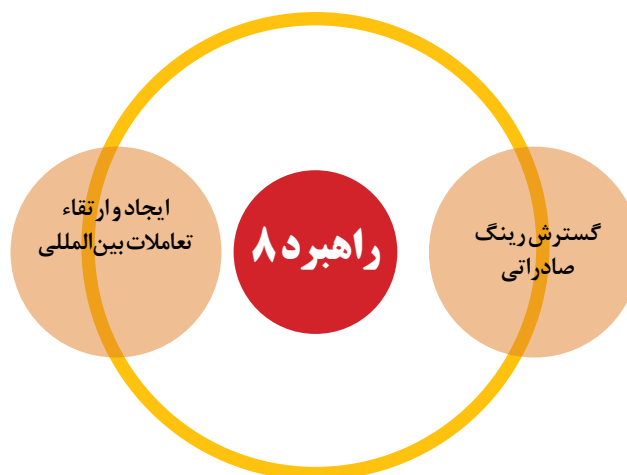 گسترش رینگ
صادراتی
راهبرد ۸
ایجاد و ارتقاء
تعاملات بین‌المللی